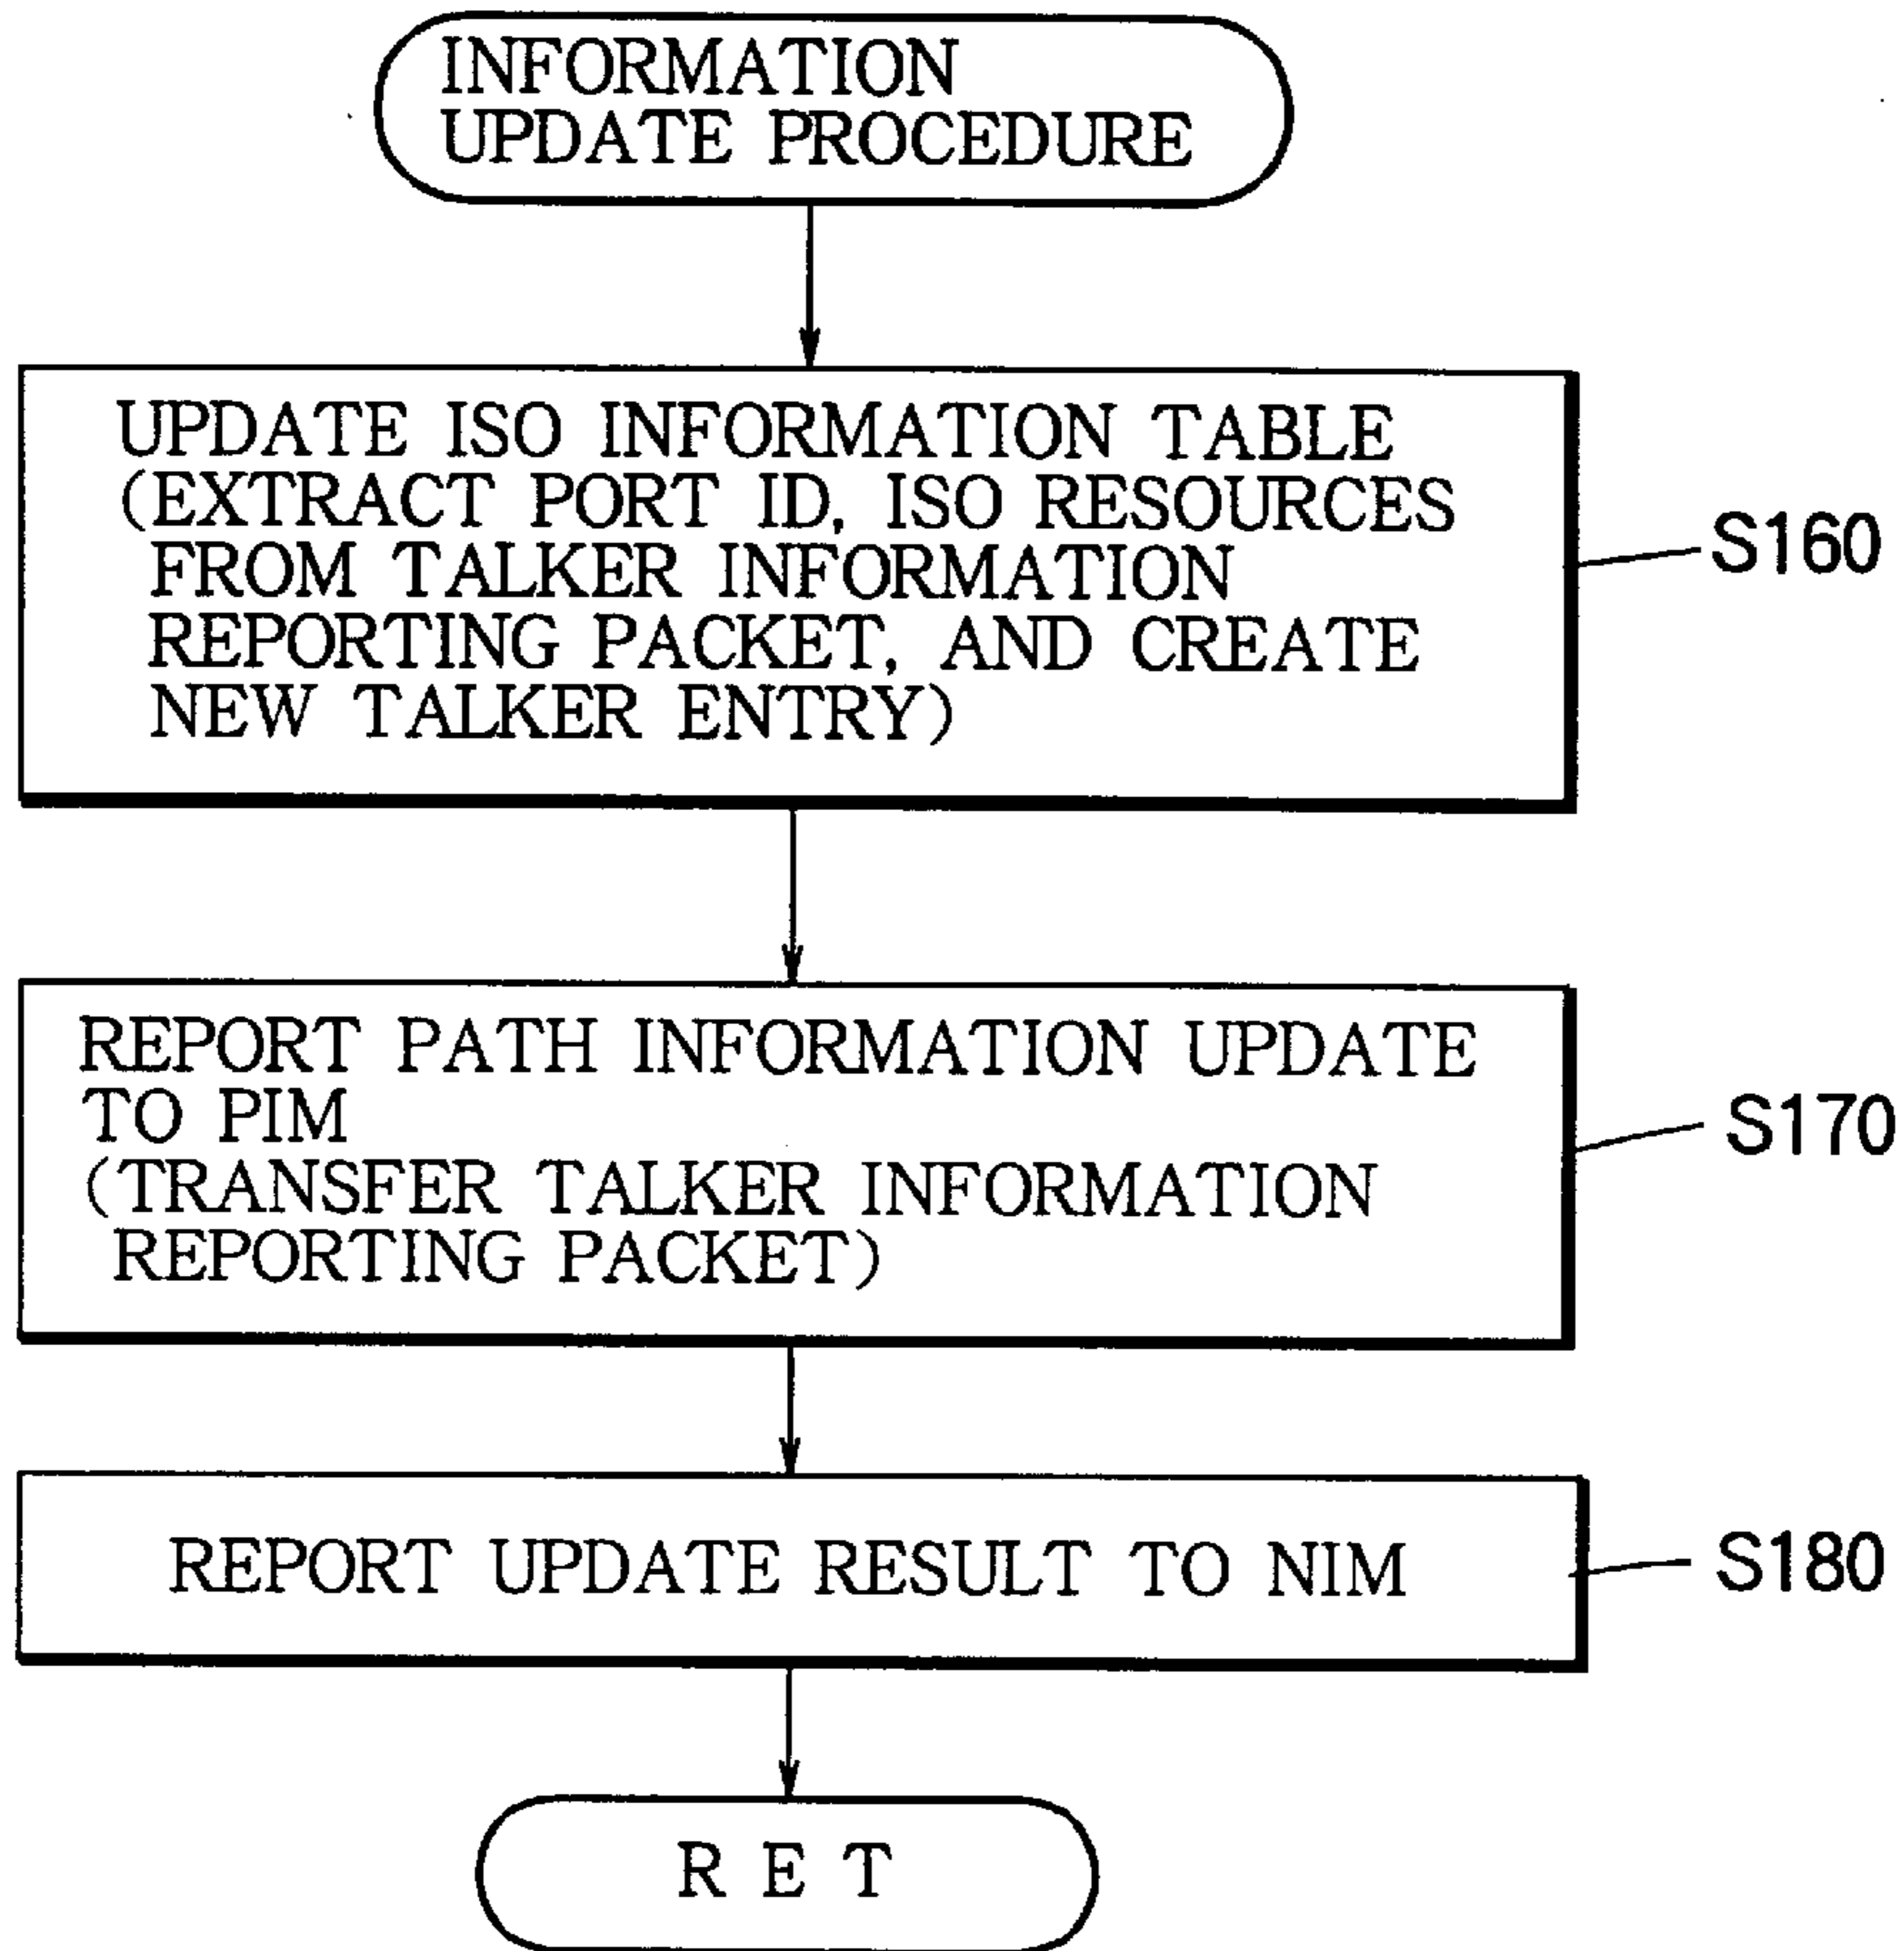 INFORMATION
UPDATE PROCEDURE
UPDATE ISO INFORMATION TABLE
(EXTRACT PORT ID, ISO RESOURCES
FROM TALKER INFORMATION
REPORTING PACKET, AND CREATE
NEW TALKER ENTRY)
S160
REPORT PATH INFORMATION UPDATE
TO PIM
(TRANSFER TALKER INFORMATION
REPORTING PACKET)
S170
REPORT UPDATE RESULT TO NIM
S180
R E T